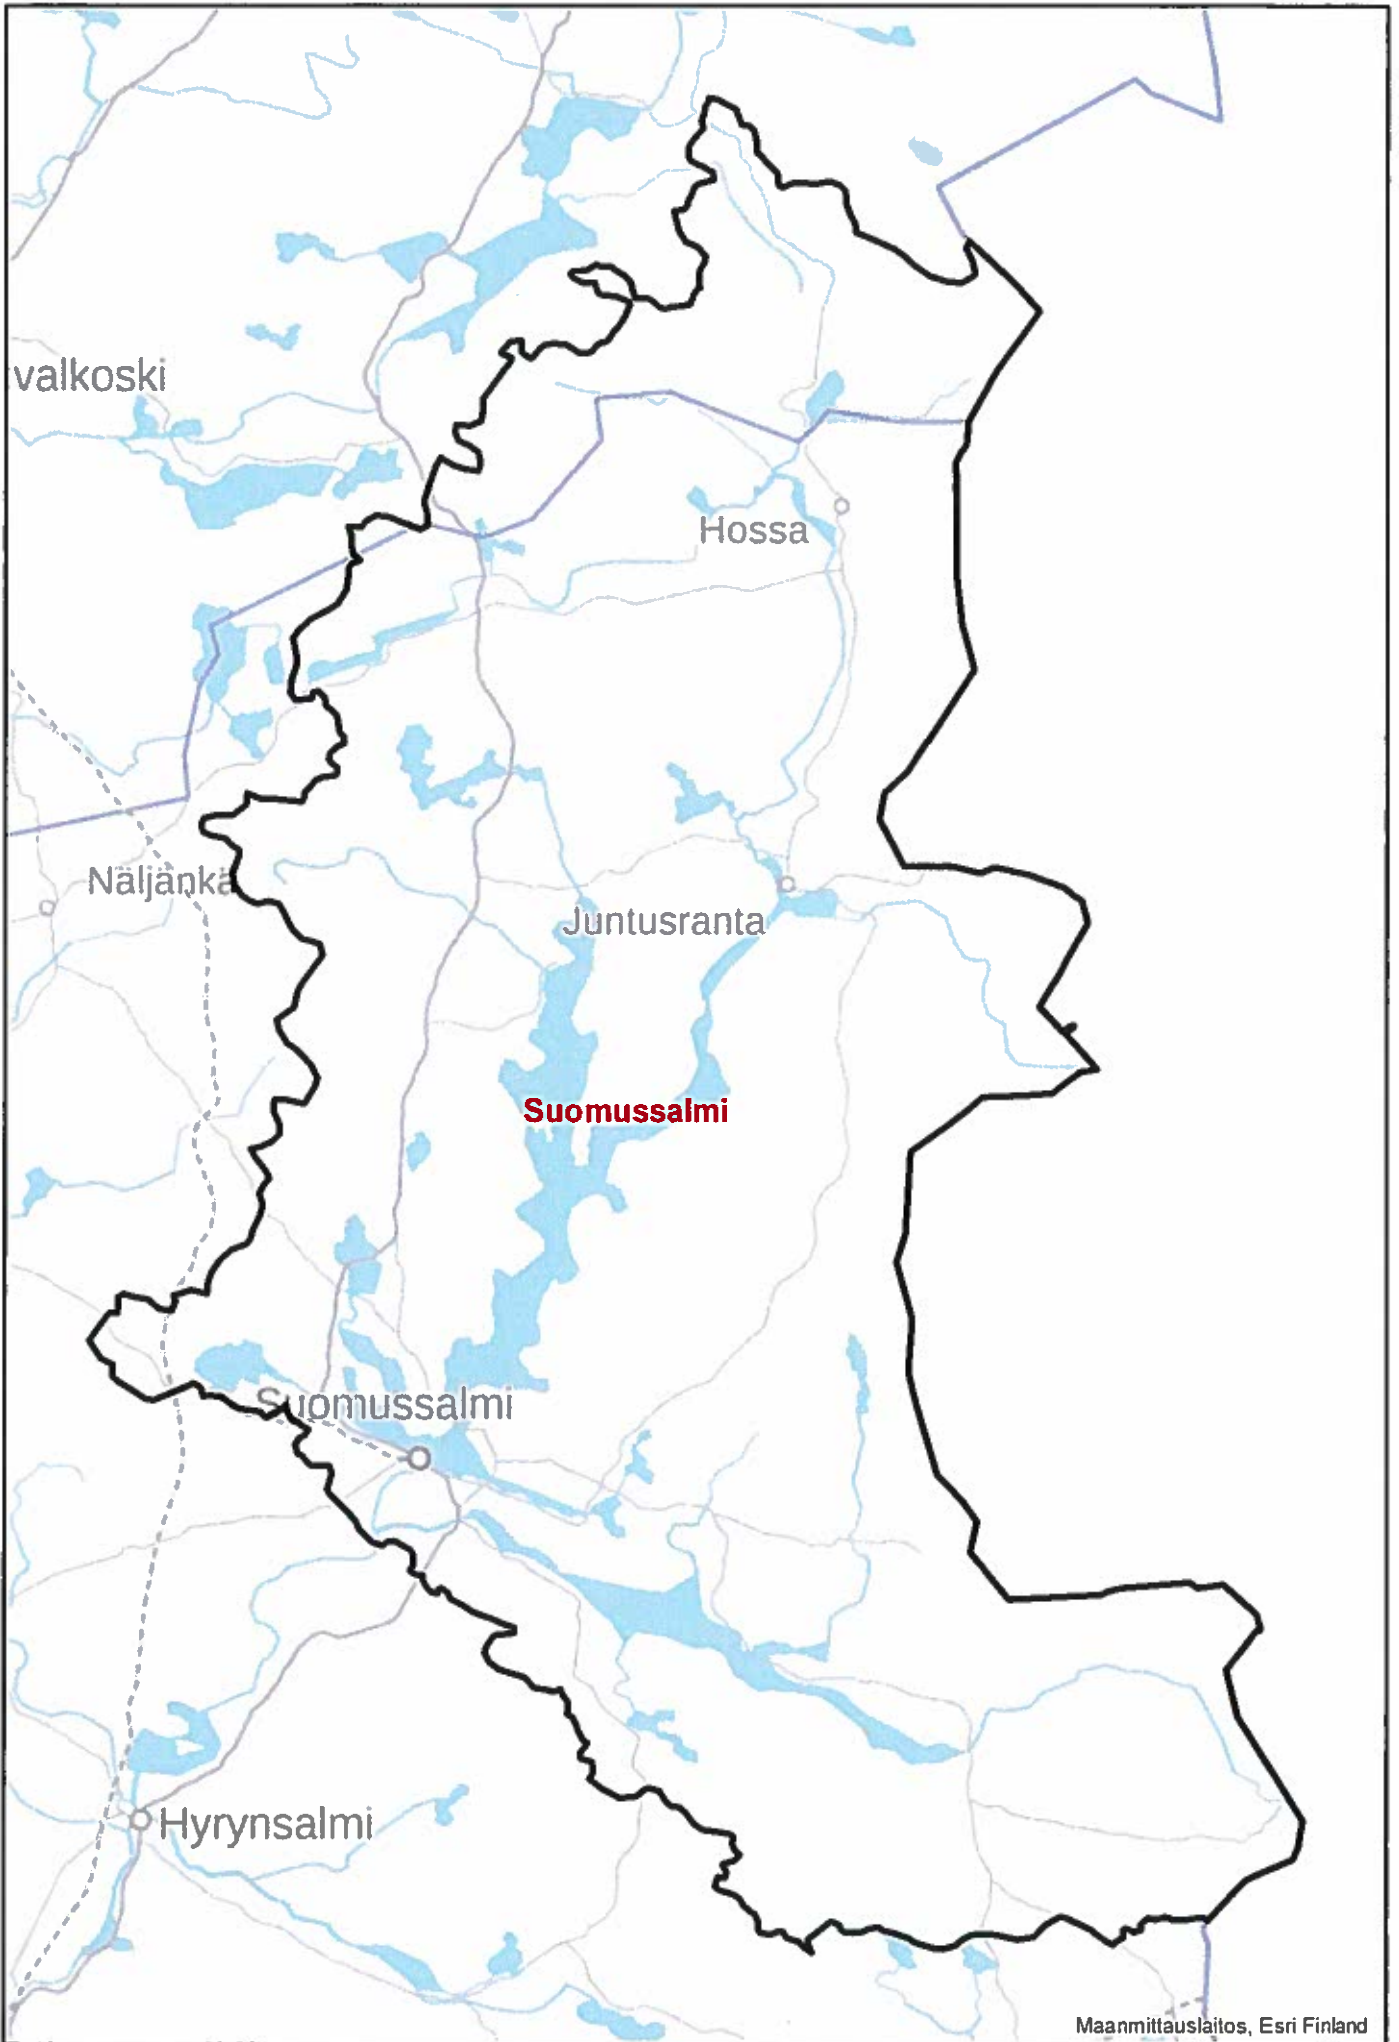 valkoski
Hossa
Näljänkä
Juntusranta
Suomussalmi
Suomussalmi
Hyrynsalmi
Maanmittauslaitos, Esri Finland